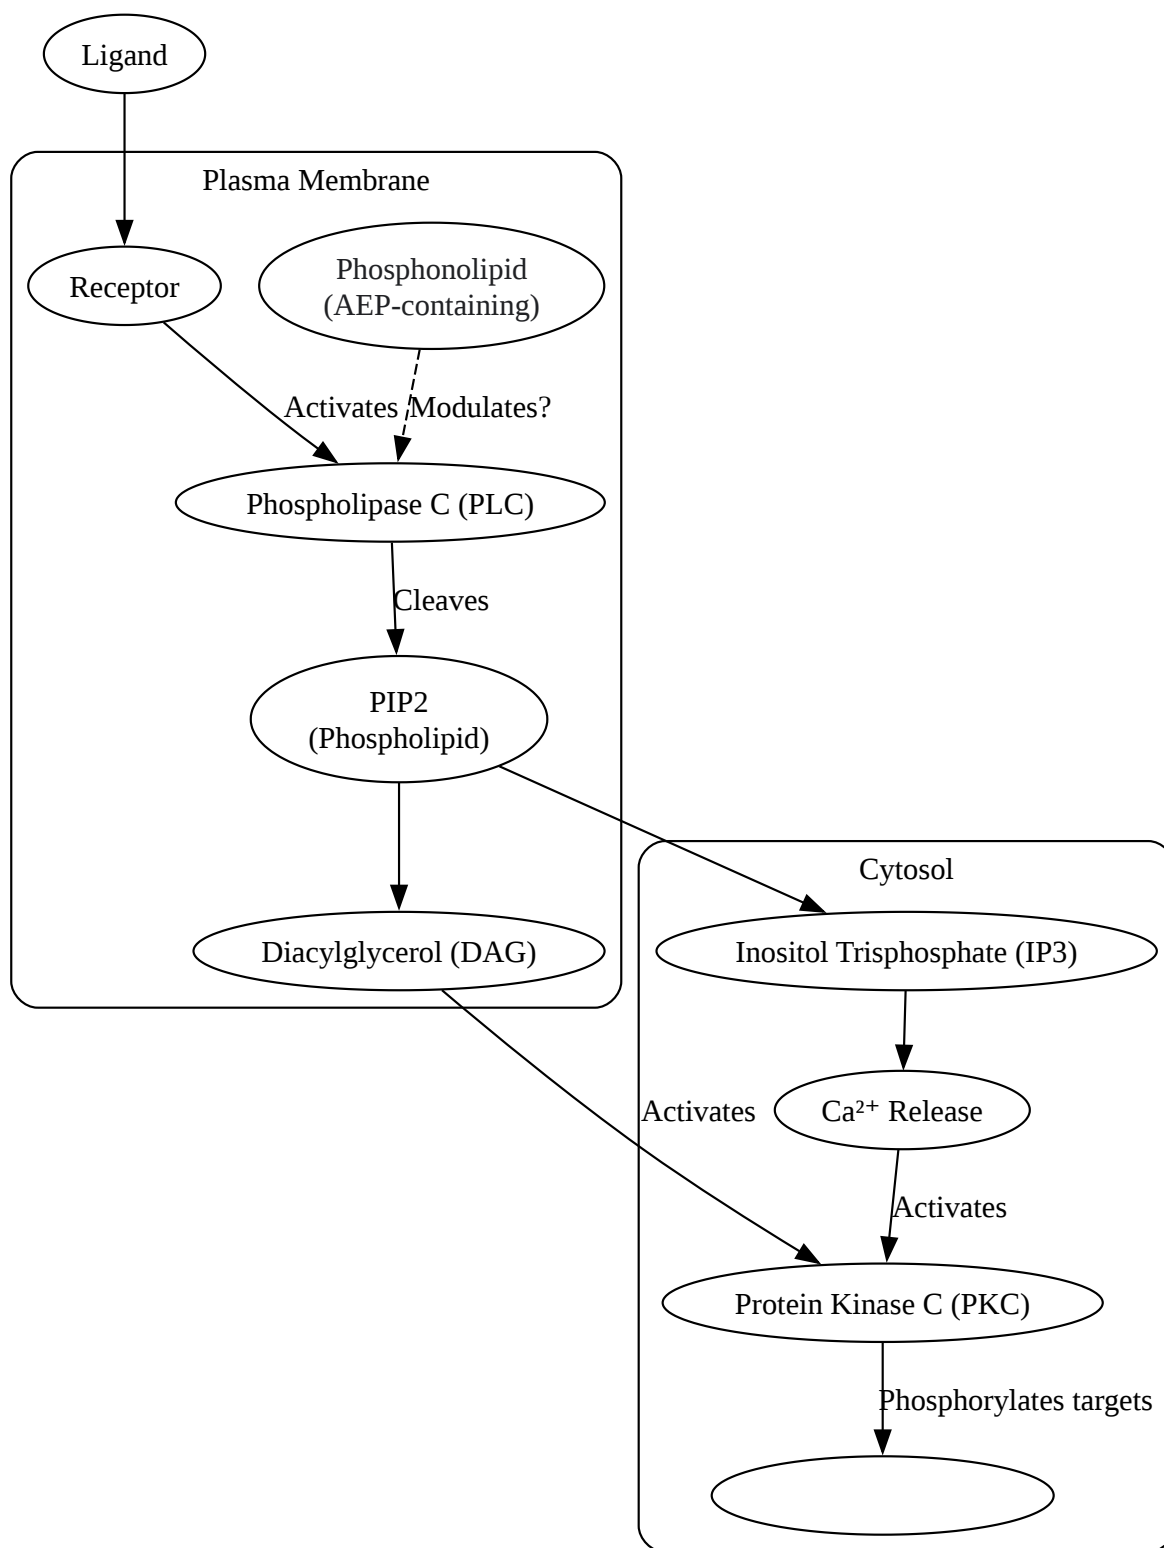 Ligand
Plasma Membrane
Receptor
Phosphonolipid
(AEP-containing)
Activates
Modulates?
Phospholipase C (PLC)
Cleaves
PIP2
(Phospholipid)
Cytosol
Diacylglycerol (DAG)
Inositol Trisphosphate (IP3)
Activates
Ca²⁺ Release
Activates
Protein Kinase C (PKC)
Phosphorylates targets